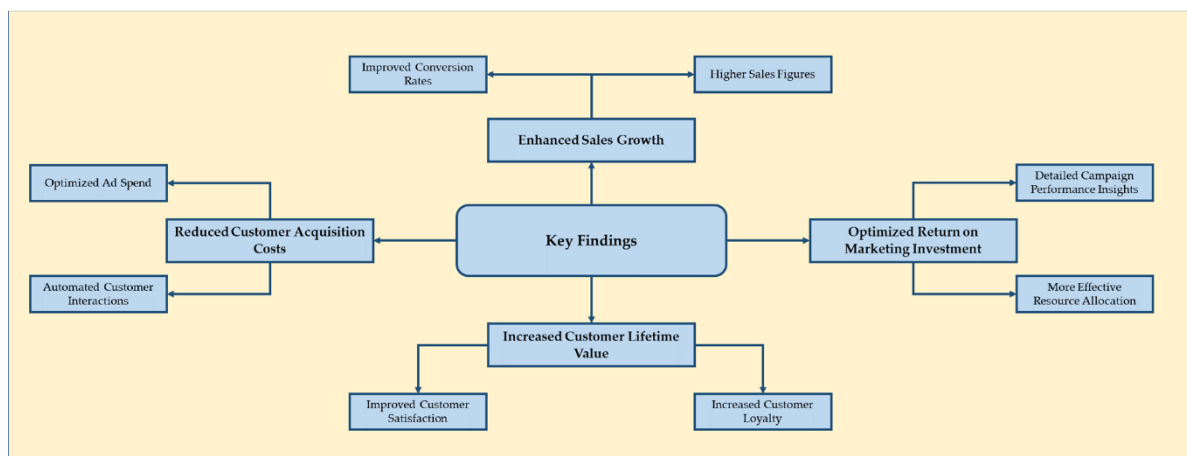 Improved Conversion
Rates
Higher Sales Figures
Enhanced Sales Growth
Optimized Ad Spend
Detailed Campaign
Performance Insights
Reduced Customer Acquisition
Costs
Key Findings
Optimized Return on
Marketing Investment
Automated Customer
Interactions
More Effective
Resource Allocation
Increased Customer Lifetime
Value
Improved Customer
Satisfaction
Increased Customer
Loyalty